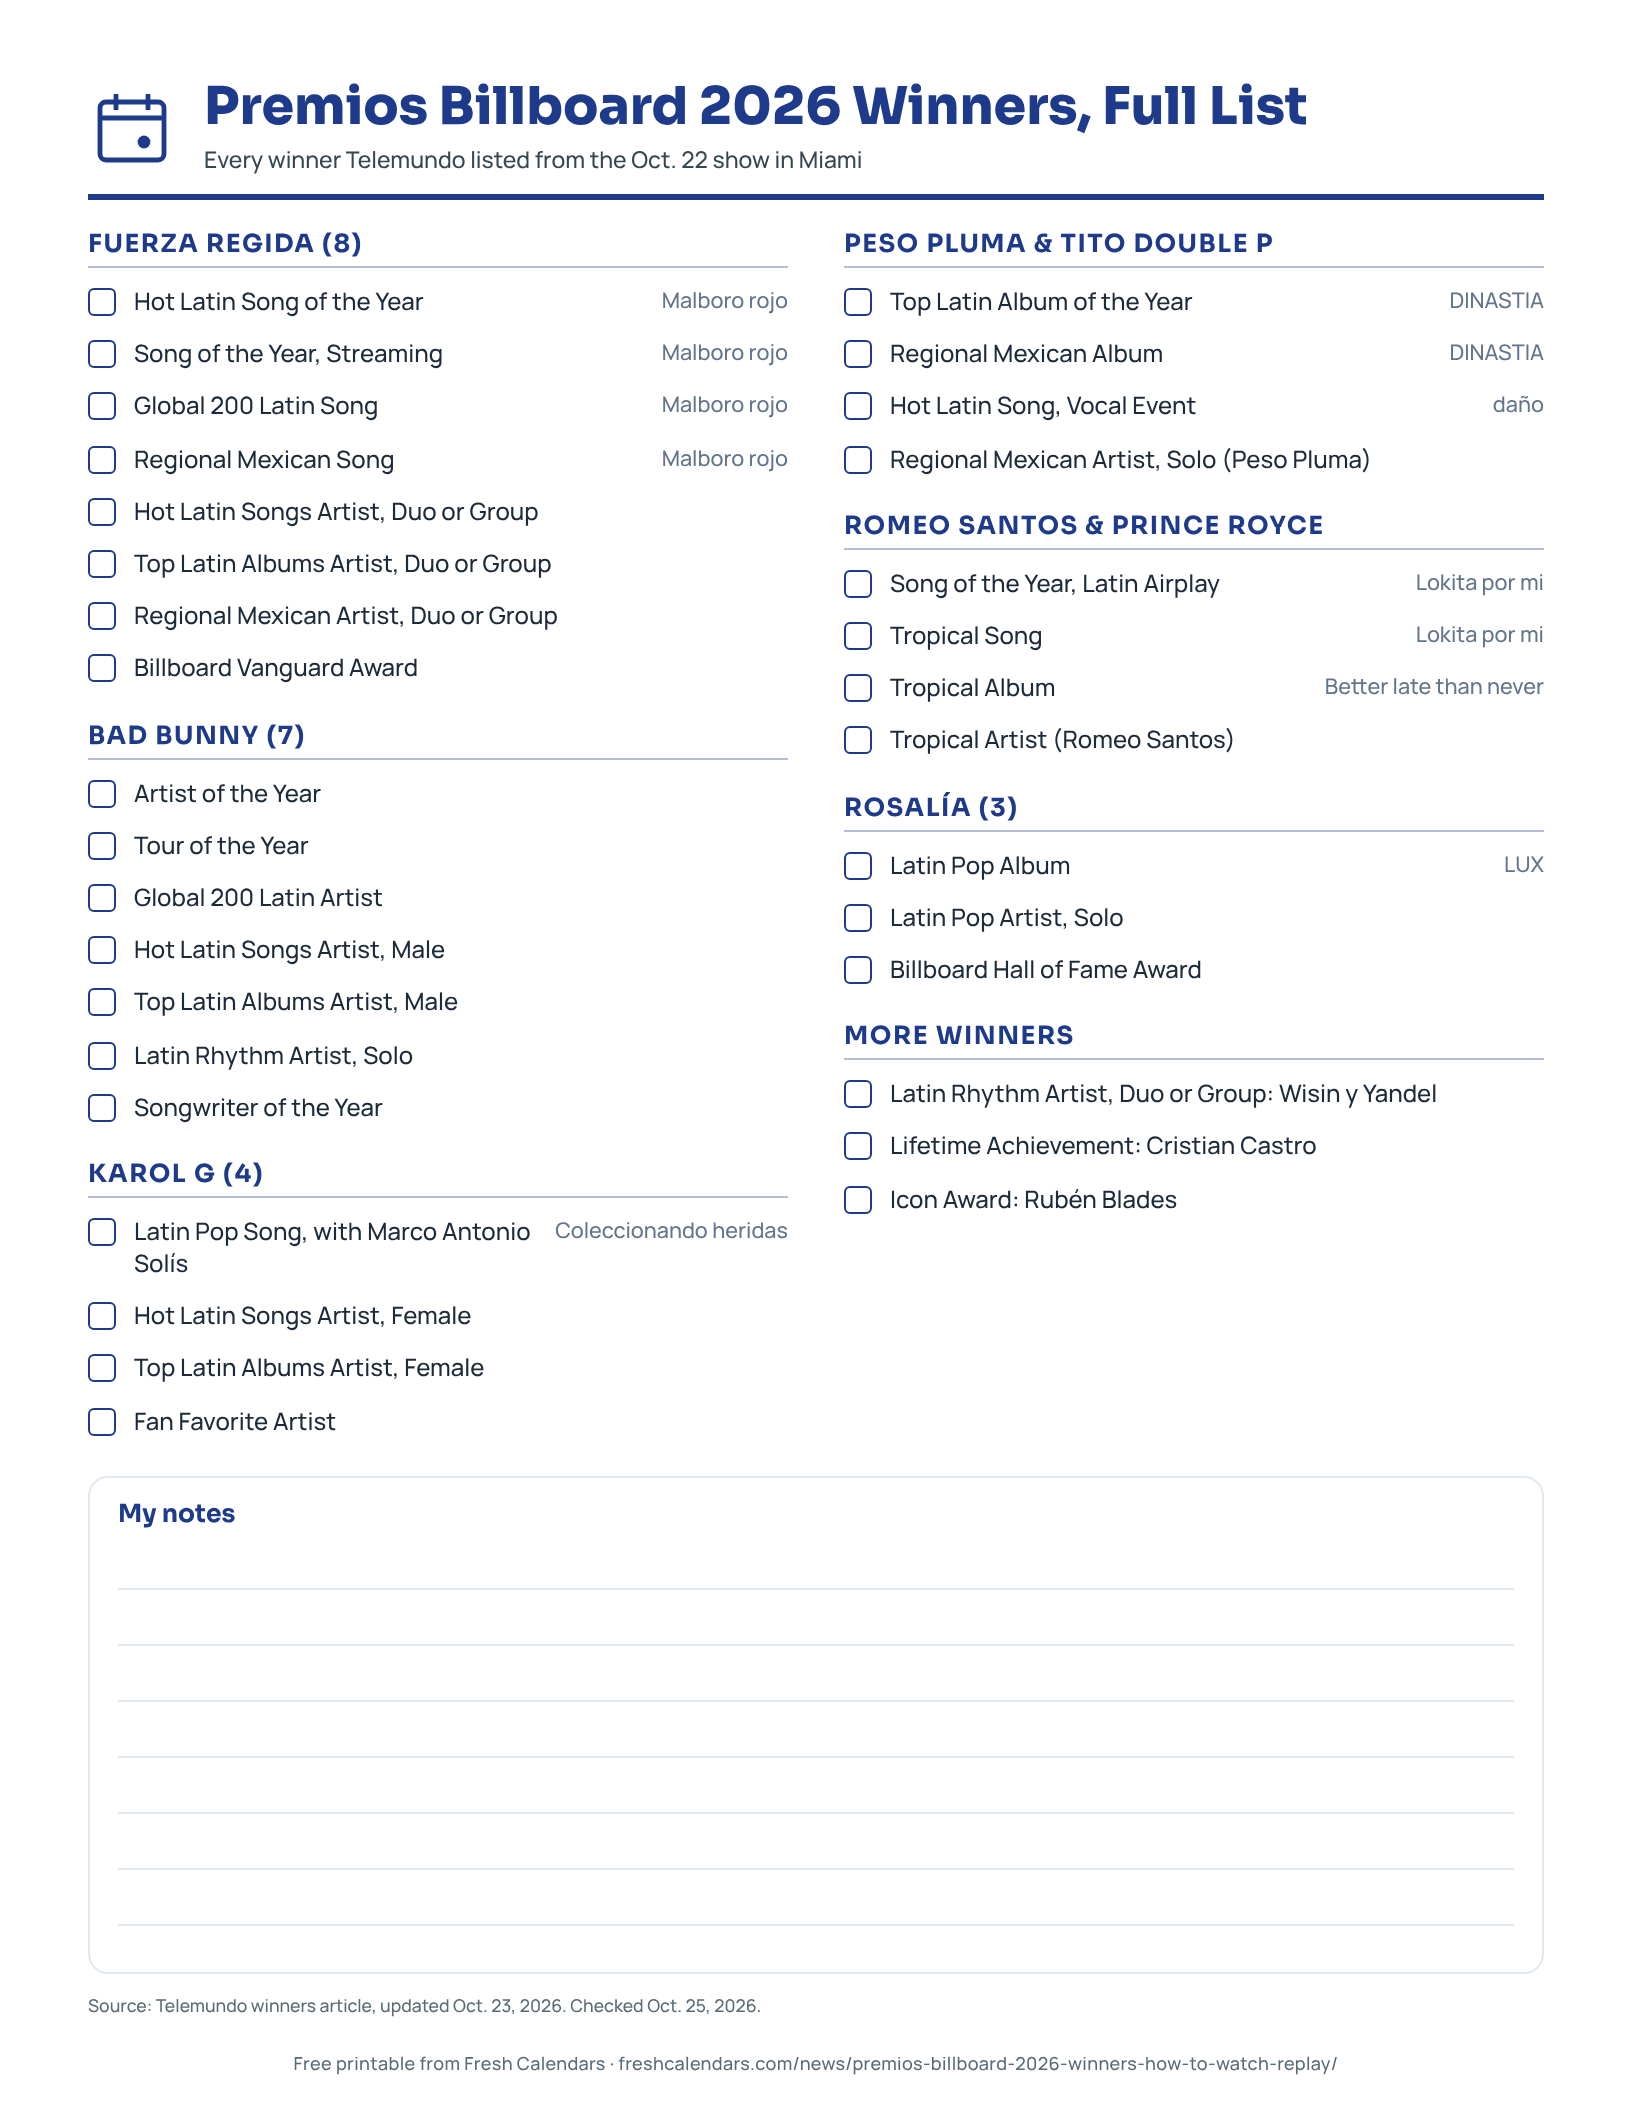 Premios Billboard 2026 Winners, Full List
Every winner Telemundo listed from the Oct. 22 show in Miami
FUERZA REGIDA (8)
Hot Latin Song of the Year Malboro rojo
Song of the Year, Streaming Malboro rojo
Global 200 Latin Song Malboro rojo
Regional Mexican Song Malboro rojo
Hot Latin Songs Artist, Duo or Group
Top Latin Albums Artist, Duo or Group
Regional Mexican Artist, Duo or Group
Billboard Vanguard Award
BAD BUNNY (7)
Artist of the Year
Tour of the Year
Global 200 Latin Artist
Hot Latin Songs Artist, Male
Top Latin Albums Artist, Male
Latin Rhythm Artist, Solo
Songwriter of the Year
KAROL G (4)
Latin Pop Song, with Marco Antonio Coleccionando heridas
Solís
Hot Latin Songs Artist, Female
Top Latin Albums Artist, Female
Fan Favorite Artist
PESO PLUMA & TITO DOUBLE P
Top Latin Album of the Year DINASTIA
Regional Mexican Album DINASTIA
Hot Latin Song, Vocal Event daño
Regional Mexican Artist, Solo (Peso Pluma)
ROMEO SANTOS & PRINCE ROYCE
Song of the Year, Latin Airplay Lokita por mi
Tropical Song Lokita por mi
Tropical Album Better late than never
Tropical Artist (Romeo Santos)
ROSALÍA (3)
Latin Pop Album LUX
Latin Pop Artist, Solo
Billboard Hall of Fame Award
MORE WINNERS
Latin Rhythm Artist, Duo or Group: Wisin y Yandel
Lifetime Achievement: Cristian Castro
Icon Award: Rubén Blades
My notes
Source: Telemundo winners article, updated Oct. 23, 2026. Checked Oct. 25, 2026.
Free printable from Fresh Calendars · freshcalendars.com/news/premios-billboard-2026-winners-how-to-watch-replay/